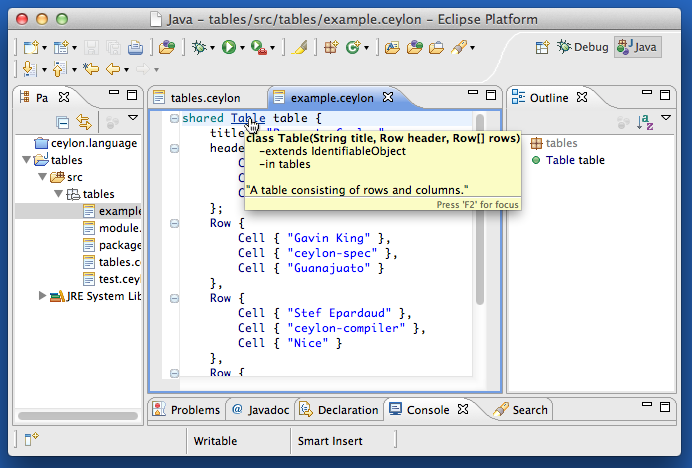 Java – tables/src/tables/example.ceylon – Eclipse Platform
Debug
Java
Pa
tables.ceylon
example.ceylon
Outline
ceylon.language
tables
src
tables
example
module.
package
tables.c
test.ceyl
JRE System Lib
shared Table table {
title
heade
C
C
C
};
Row {
Cell { "Gavin King" },
Cell { "ceylon-spec" },
Cell { "Guanajuato" }
},
Row {
Cell { "Stef Epardaud" },
Cell { "ceylon-compiler" },
Cell { "Nice" }
},
Row {
class Table(String title, Row header, Row[] rows)
–extends IdentifiableObject
–in tables
"A table consisting of rows and columns."
Press 'F2' for focus
tables
Table table
Problems
@ Javadoc
Declaration
Console
Search
Writable
Smart Insert